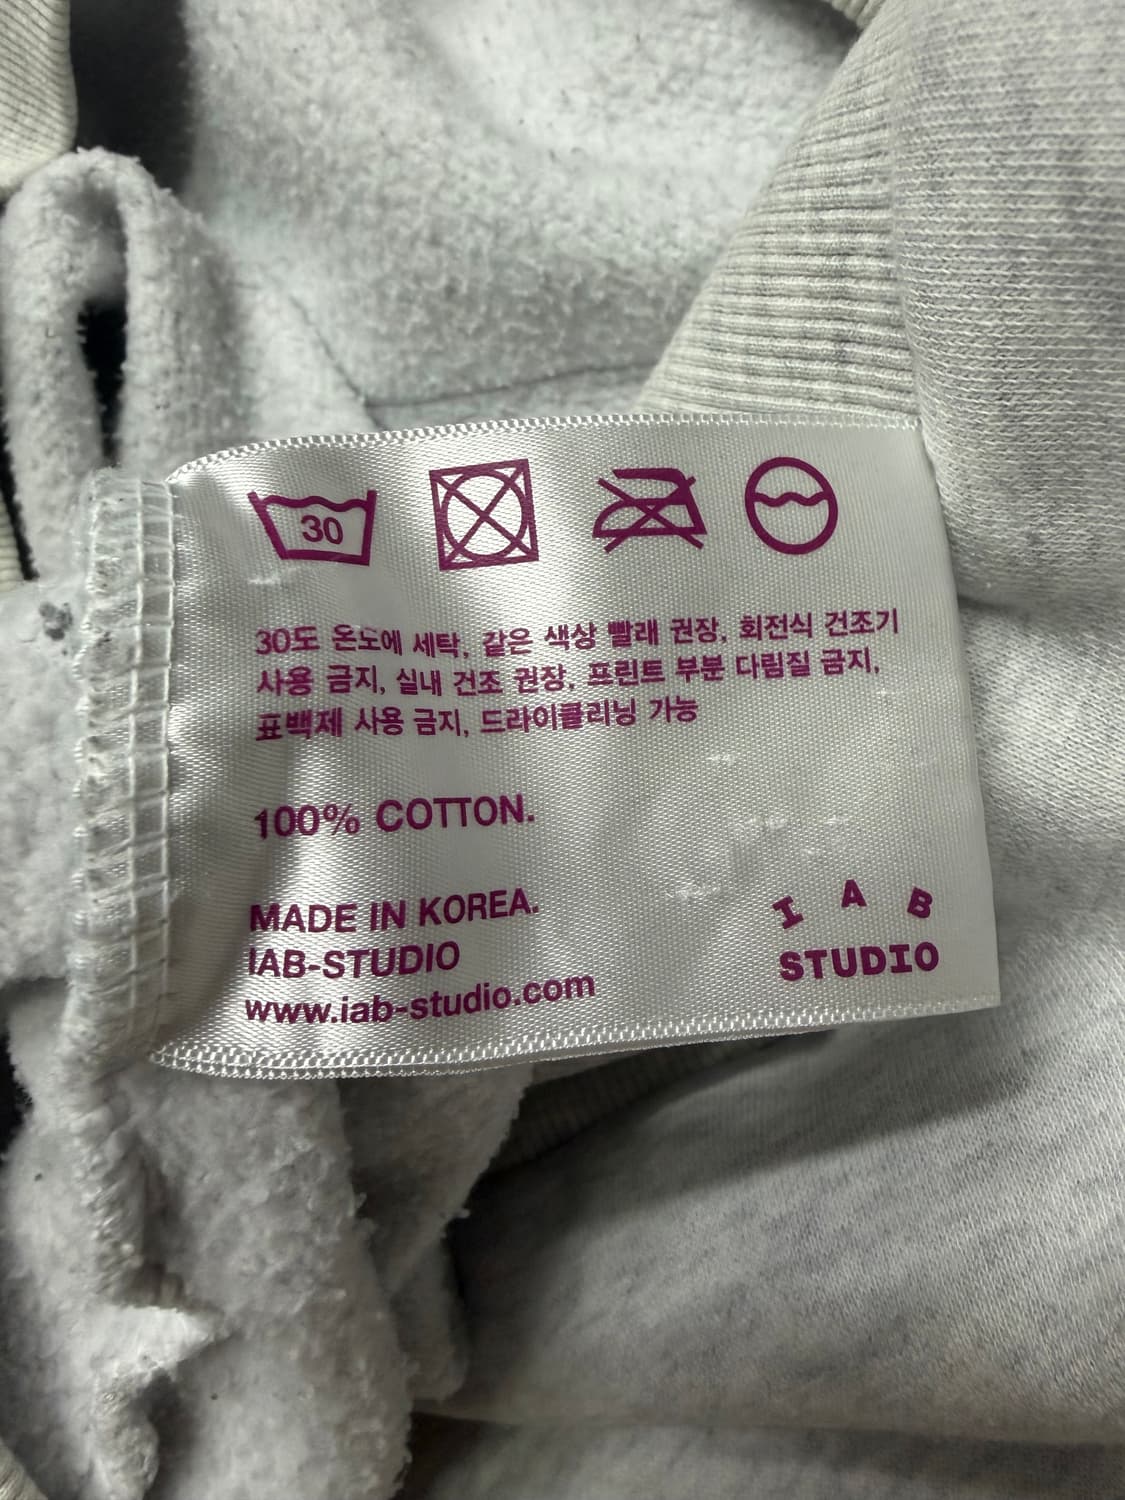 30
30도 온도에 세탁, 같은 색상 빨래 권장, 회전식 건조기
사용 금지, 실내 건조 권장, 프린트 부분 다림질 금지,
표백제 사용 금지, 드라이클리닝 가능
100% COTTON.
MADE IN KOREA.
IAB-STUDIO
www.iab-studio.com
I A B
STUDIO